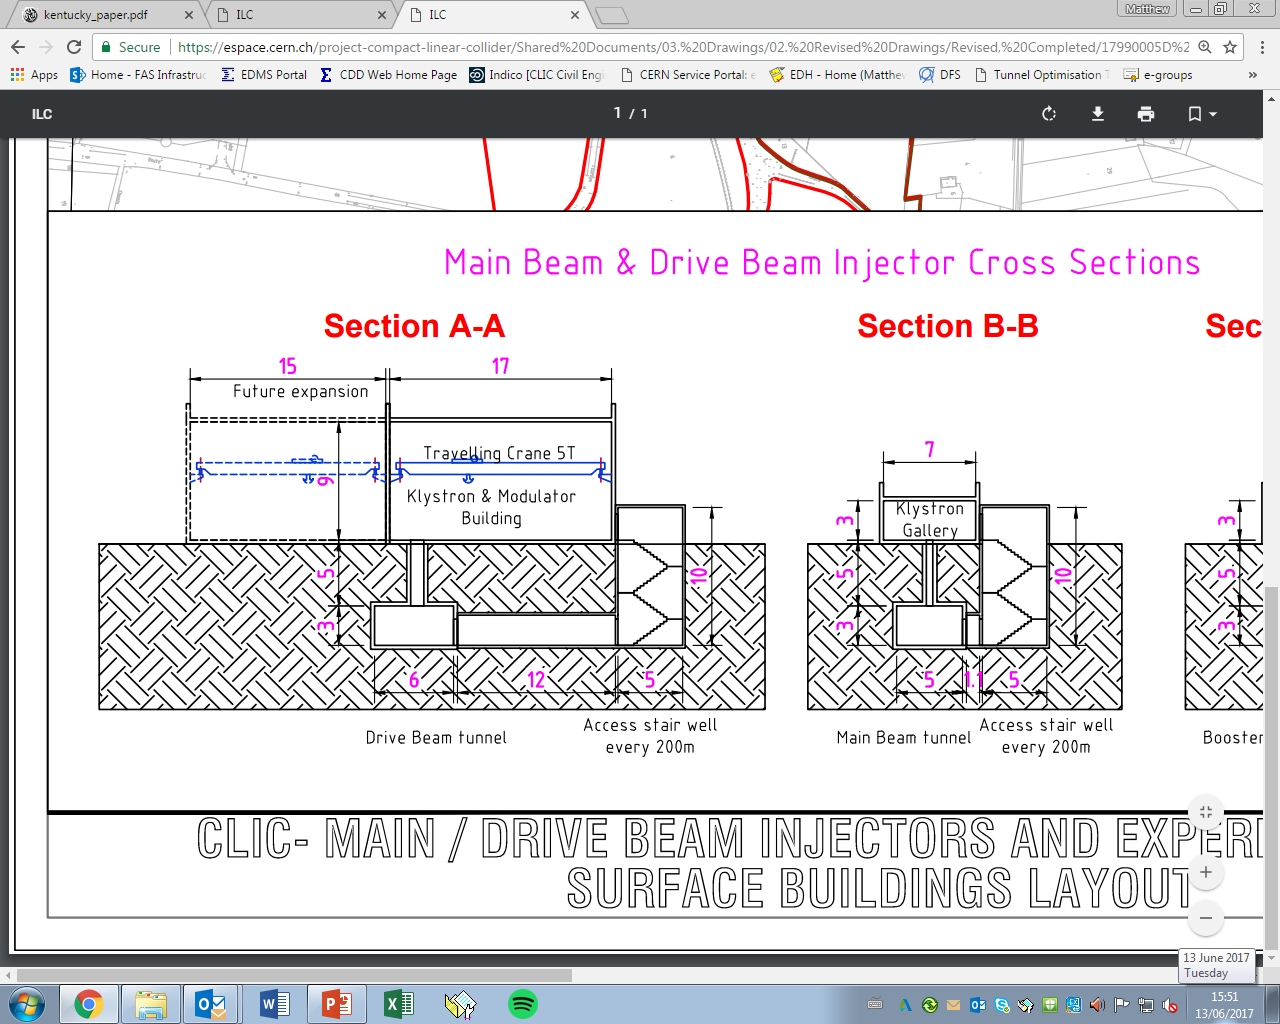 kentucky_paper.pdf
ILC
ILC
Matthew
Secure
https://espace.cern.ch/project-compact-linear-collider/Shared%20Documents/03.%20Drawings/02.%20Revised%20Drawings/Revised,%20Completed/17990005D%2
Apps
Home - FAS Infrastruc
EDMS Portal
CDD Web Home Page
Indico [CLIC Civil Eng
CERN Service Portal: e
EDH - Home (Matthew
DFS
Tunnel Optimisation T
e-groups
»
ILC
1 / 1
Main Beam & Drive Beam Injector Cross Sections
Section A-A
Section B-B
Sec
15
17
Future expansion
Travelling Crane 5T
9
Klystron & Modulator
Building
7
Klystron
Gallery
3
3
5
10
5
10
5
3
3
3
6
12
5
5
1.1
5
Drive Beam tunnel
Access stair well
every 200m
Main Beam tunnel
Access stair well
every 200m
Booster
CLIC- MAIN / DRIVE BEAM INJECTORS AND EXPERI
SURFACE BUILDINGS LAYOUT
13 June 2017
Tuesday
15:51
13/06/2017